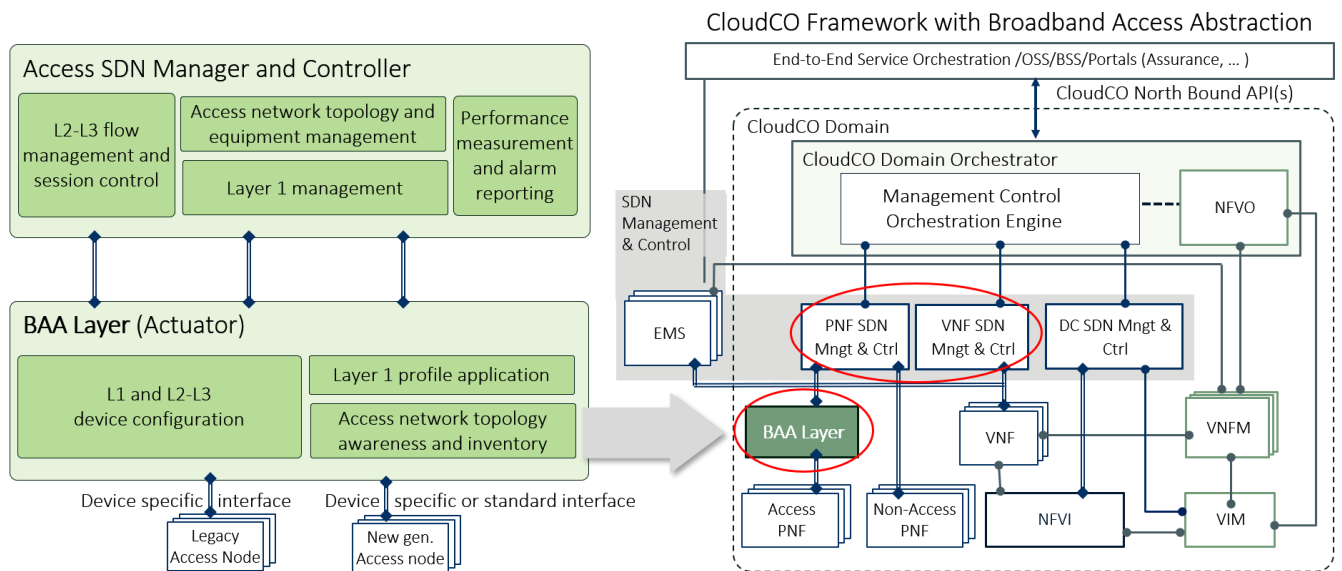 CloudCO Framework with Broadband Access Abstraction
Access SDN Manager and Controller
L2-L3 flow
management and
session control
Access network topology and
equipment management
Layer 1 management
Performance
measurement
and alarm
reporting
BAA Layer (Actuator)
L1 and L2-L3
device configuration
Layer 1 profile application
Access network topology
awareness and inventory
Device specific interface
Device specific or standard interface
Legacy
Access Node
New gen.
Access node
End-to-End Service Orchestration /OSS/BSS/Portals (Assurance, ... )
CloudCO North Bound API(s)
CloudCO Domain
CloudCO Domain Orchestrator
Management Control
Orchestration Engine
NFVO
SDN
Management
& Control
EMS
PNF SDN
Mngt & Ctrl
VNF SDN
Mngt & Ctrl
DC SDN Mngt &
Ctrl
BAA Layer
VNF
VNFM
Access
PNF
Non-Access
PNF
NFVI
VIM